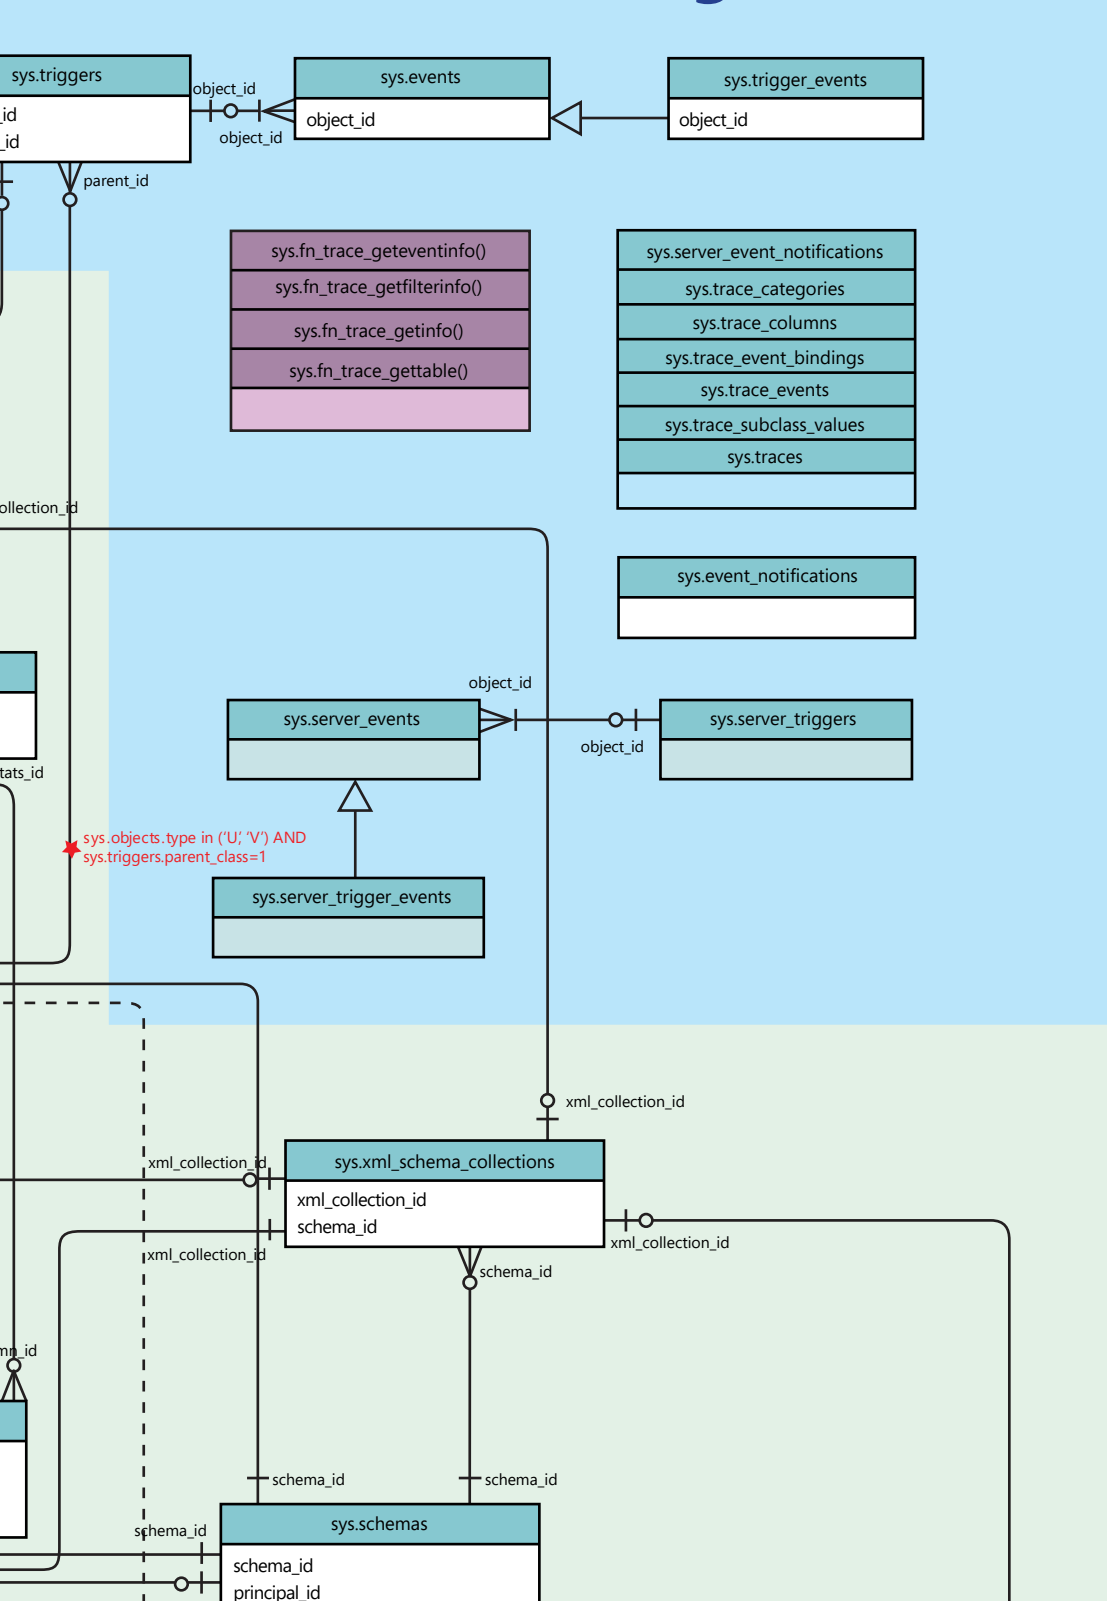 sys.triggers
_id
_id
object_id
object_id
sys.events
object_id
sys.trigger_events
object_id
parent_id
sys.fn_trace_geteventinfo()
sys.fn_trace_getfilterinfo()
sys.fn_trace_getinfo()
sys.fn_trace_gettable()
sys.server_event_notifications
sys.trace_categories
sys.trace_columns
sys.trace_event_bindings
sys.trace_events
sys.trace_subclass_values
sys.traces
ollection_id
sys.event_notifications
object_id
sys.server_events
sys.server_triggers
object_id
tats_id
sys.objects.type in (‘U’, ‘V’) AND
sys.triggers.parent_class=1
sys.server_trigger_events
xml_collection_id
xml_collection_id
sys.xml_schema_collections
xml_collection_id
schema_id
xml_collection_id
xml_collection_id
schema_id
mn_id
schema_id
schema_id
schema_id
sys.schemas
schema_id
principal_id